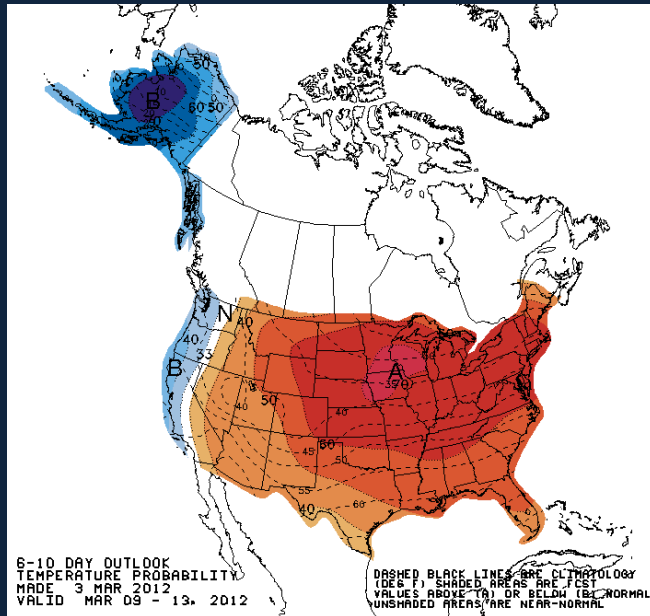 50
B
60 50
33
N
40
40
33
B
A
50
40
40
60
45
50
55
40
60
6-10 DAY OUTLOOK
TEMPERATURE PROBABILITY
MADE 3 MAR 2012
VALID MAR 09 - 13, 2012
DASHED BLACK LINES ARE CLIMATOLOGY
(DEG F) SHADED AREAS ARE FCST
VALUES ABOVE (A) OR BELOW (B) NORMAL
UNSHADED AREAS ARE NEAR-NORMAL